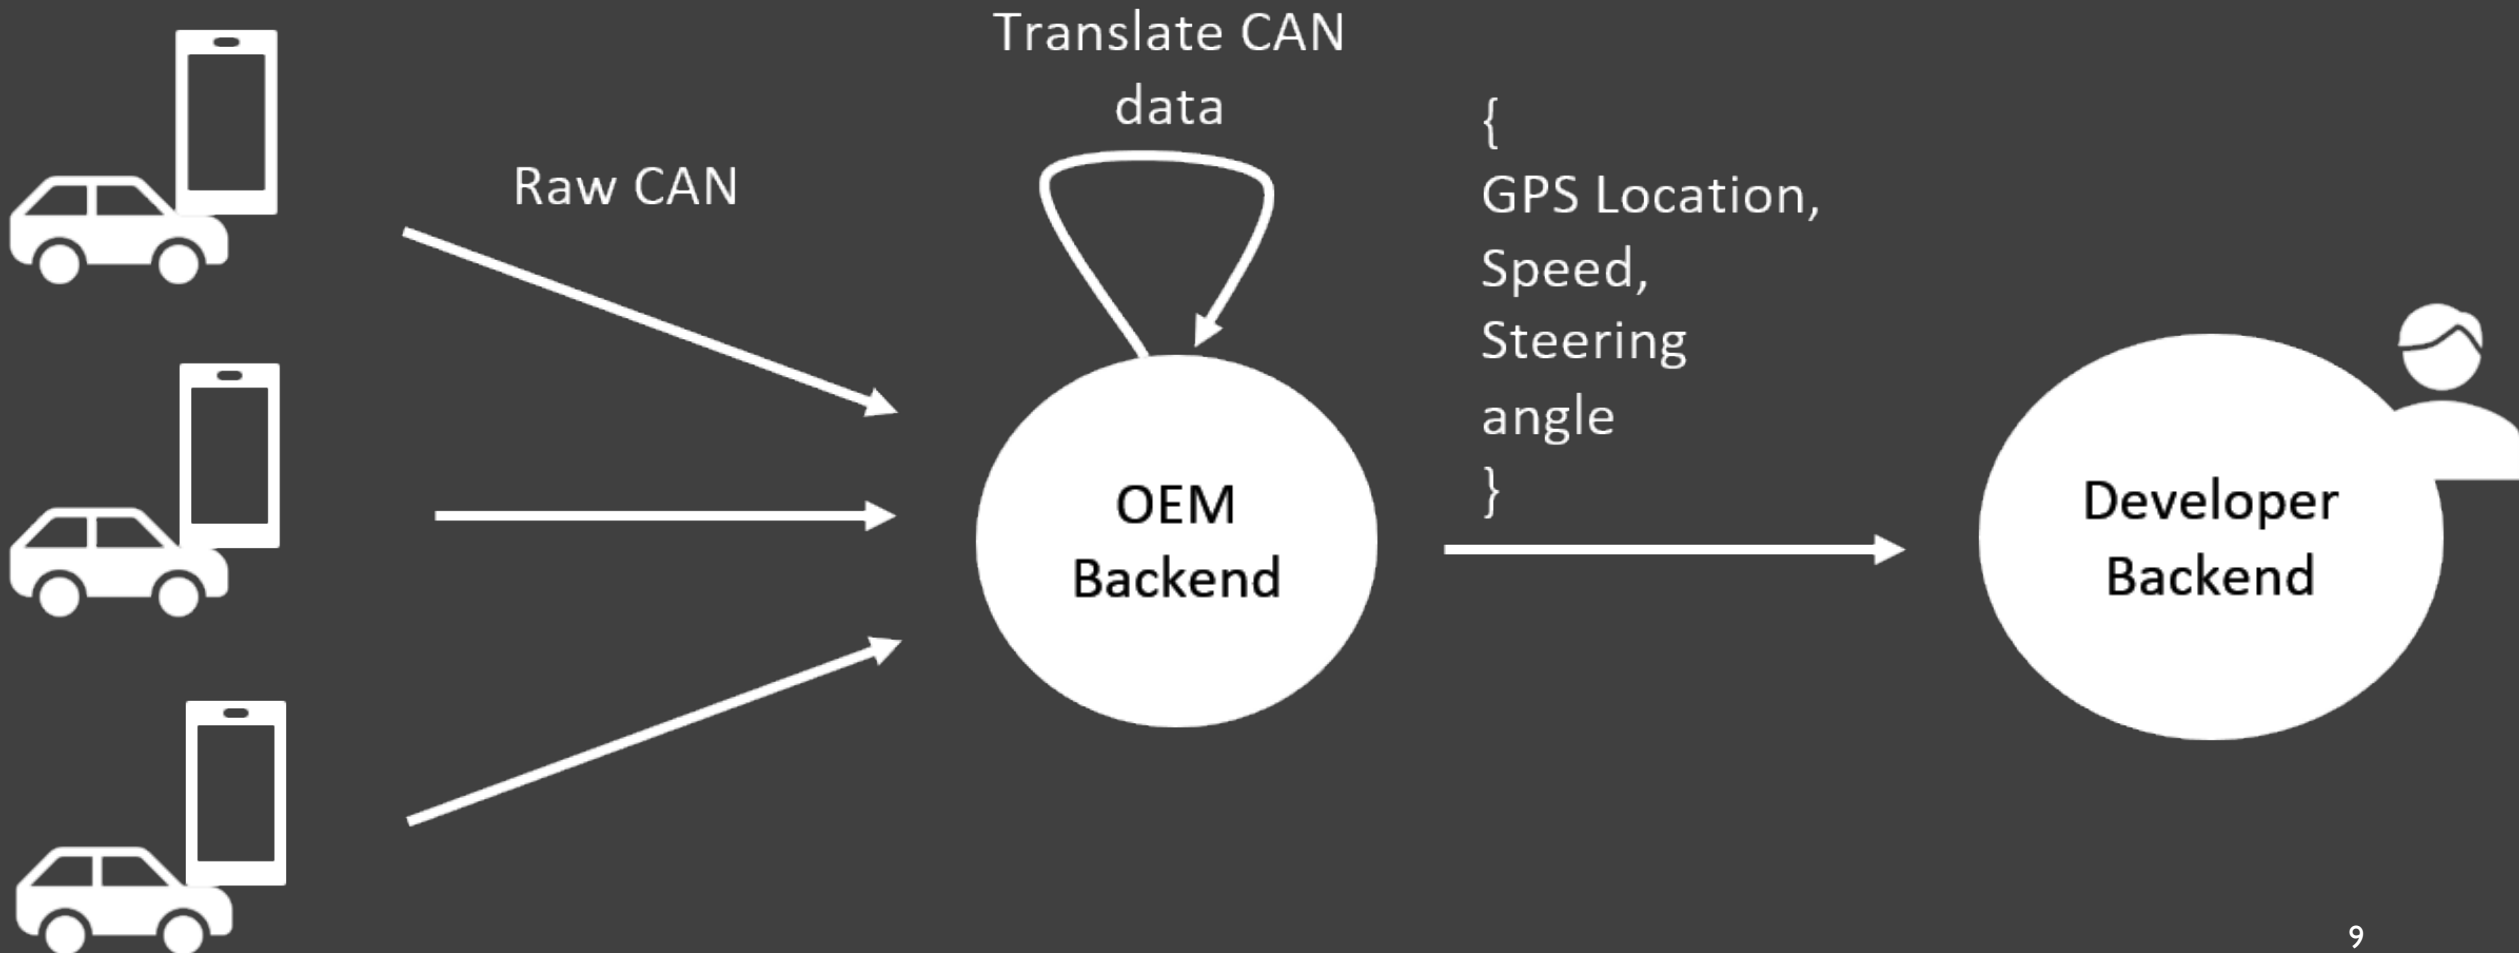 Translate CAN
data
Raw CAN
{
GPS Location,
Speed,
Steering
angle
}
OEM
Backend
Developer
Backend
9